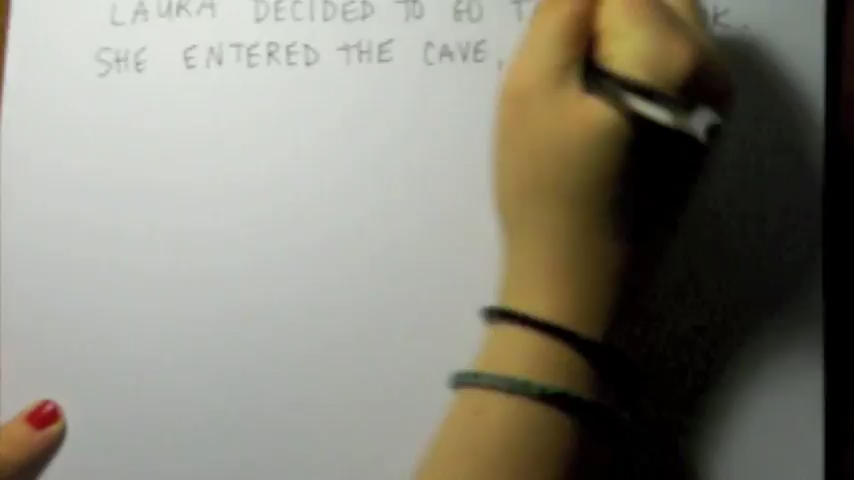 LAURA DECIDED TO GO
SHE ENTERED THE CAVE,